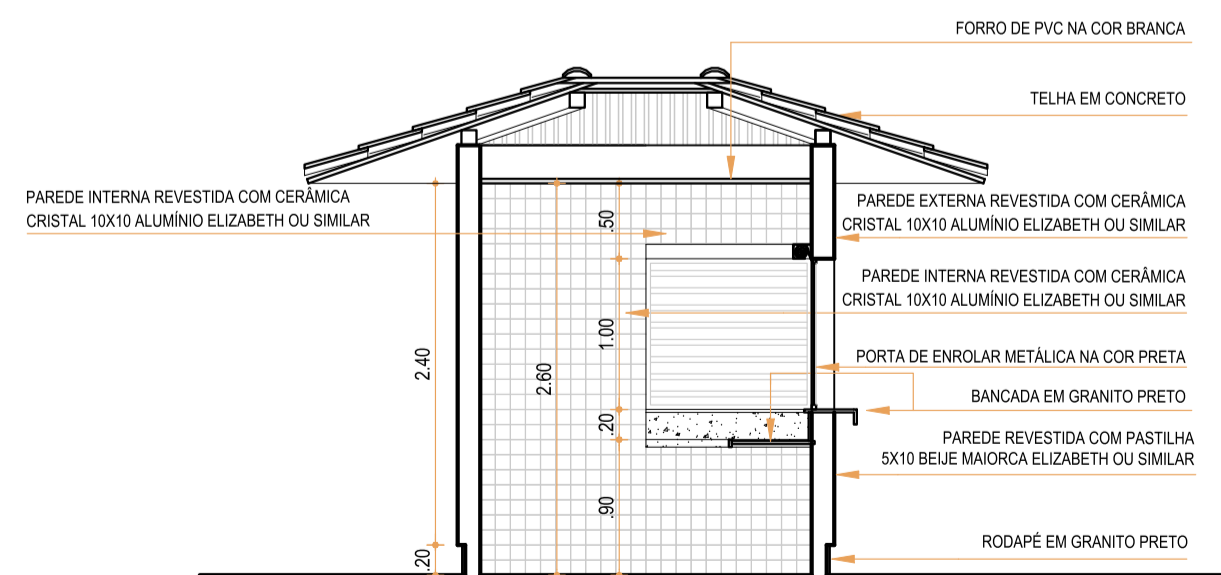 FORRO DE PVC NA COR BRANCA
TELHA EM CONCRETO
PAREDE INTERNA REVESTIDA COM CERÂMICA
CRISTAL 10X10 ALUMÍNIO ELIZABETH OU SIMILAR
PAREDE EXTERNA REVESTIDA COM CERÂMICA
CRISTAL 10X10 ALUMÍNIO ELIZABETH OU SIMILAR
PAREDE INTERNA REVESTIDA COM CERÂMICA
CRISTAL 10X10 ALUMÍNIO ELIZABETH OU SIMILAR
PORTA DE ENROLAR METÁLICA NA COR PRETA
BANCADA EM GRANITO PRETO
PAREDE REVESTIDA COM PASTILHA
5X10 BEIJE MAIORCA ELIZABETH OU SIMILAR
RODAPÉ EM GRANITO PRETO
2.40
.20
2.60
.50
1.00
.20
.90